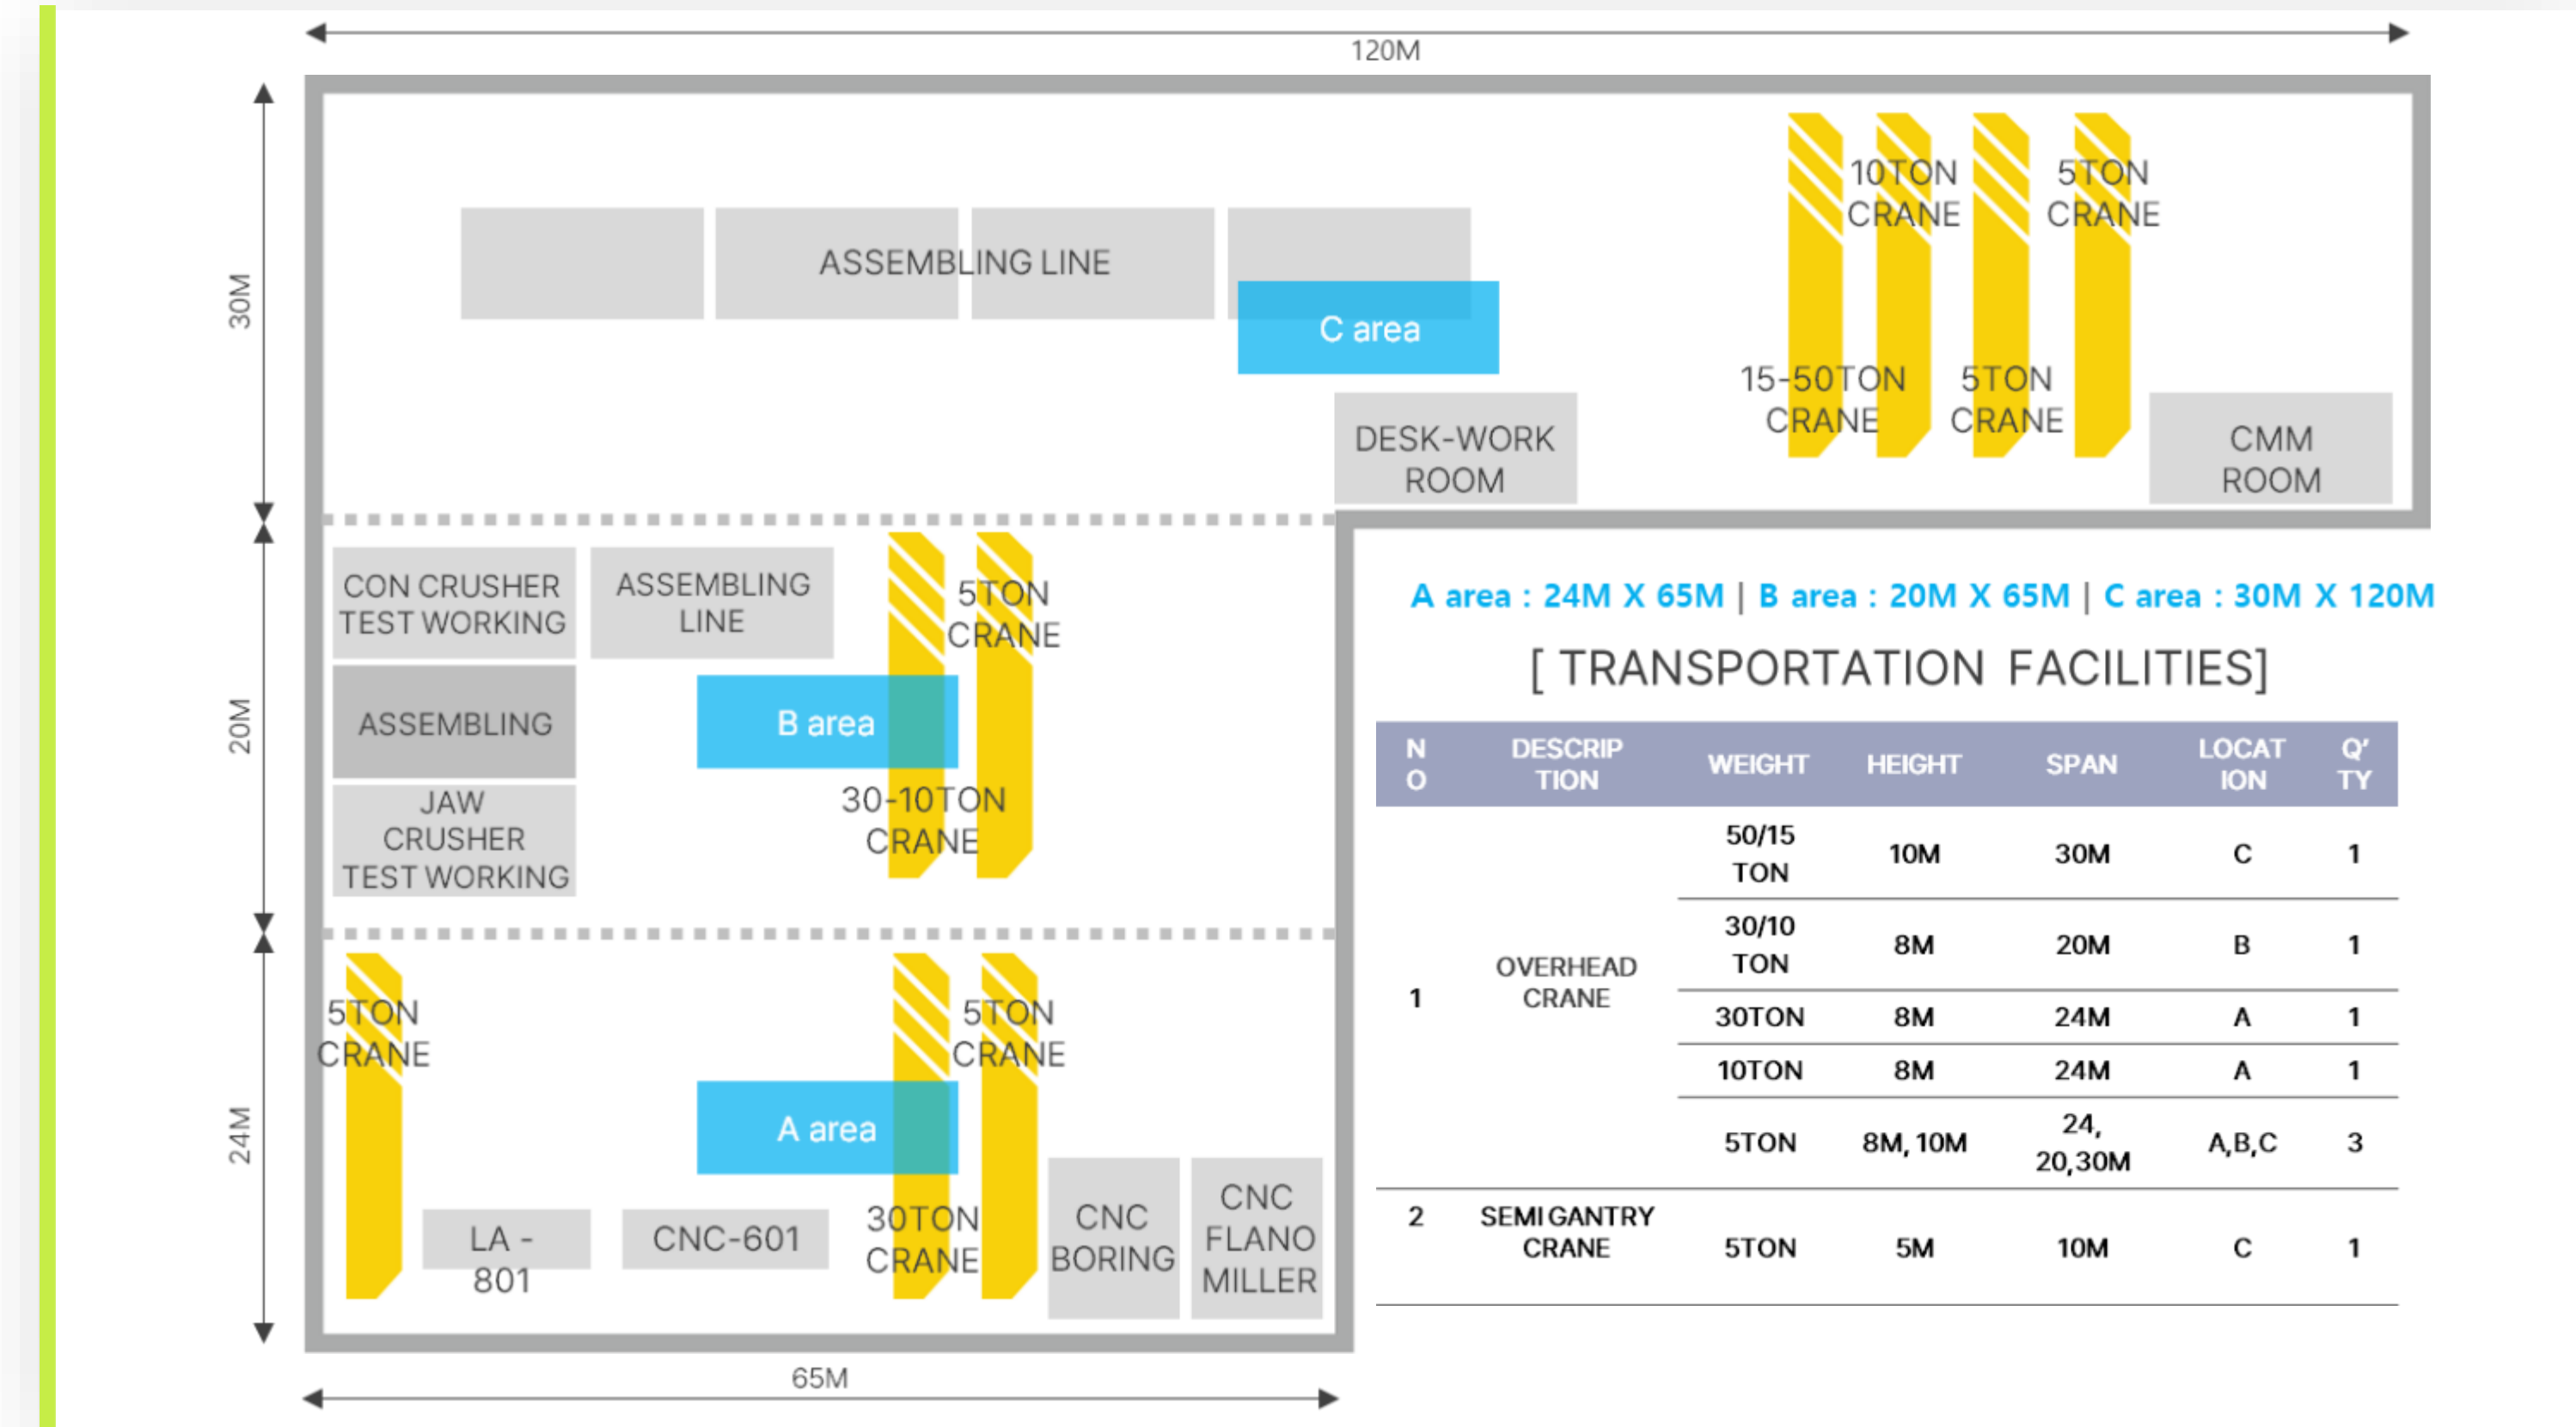 120M
30M
10TON
CRANE
5TON
CRANE
ASSEMBLING LINE
C area
15-50TON
CRANE
5TON
CRANE
DESK-WORK
ROOM
CMM
ROOM
20M
CON CRUSHER
TEST WORKING
ASSEMBLING
LINE
5TON
CRANE
ASSEMBLING
B area
JAW
CRUSHER
TEST WORKING
30-10TON
CRANE
24M
5TON
CRANE
5TON
CRANE
A area
LA -
801
CNC-601
30TON
CRANE
CNC
BORING
CNC
FLANO
MILLER
65M
A area : 24M X 65M | B area : 20M X 65M | C area : 30M X 120M
[ TRANSPORTATION FACILITIES]
N
O
DESCRIP
TION
WEIGHT
HEIGHT
SPAN
LOCAT
ION
Q'
TY
1
OVERHEAD
CRANE
50/15
TON
10M
30M
C
1
30/10
TON
8M
20M
B
1
30TON
8M
24M
A
1
10TON
8M
24M
A
1
5TON
8M, 10M
24,
20,30M
A,B,C
3
2
SEMI GANTRY
CRANE
5TON
5M
10M
C
1